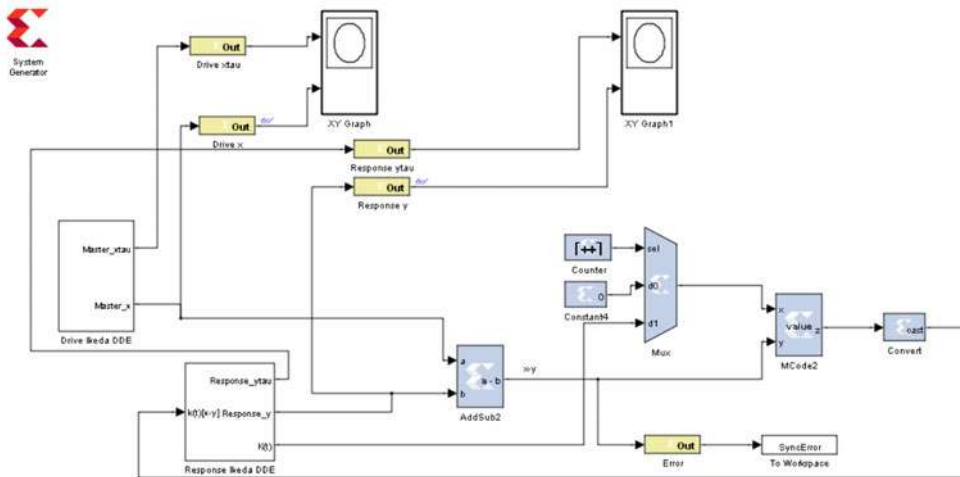 System
Generator
Out
Drive xtau
XY Graph
XY Graph1
Out
Drive x
Out
Response ytau
Out
Response y
Master_xtau
Master_x
Drive Ikeda DDE
Counter
sel
d0
d1
Mux
0
Constant4
x
y
value
z
MCode2
cast
Convert
a
b
a - b
AddSub2
x-y
Response_ytau
k(t)[x-y]
Response_y
K(t)
Response Ikeda DDE
Out
Error
SyncError
To Workspace